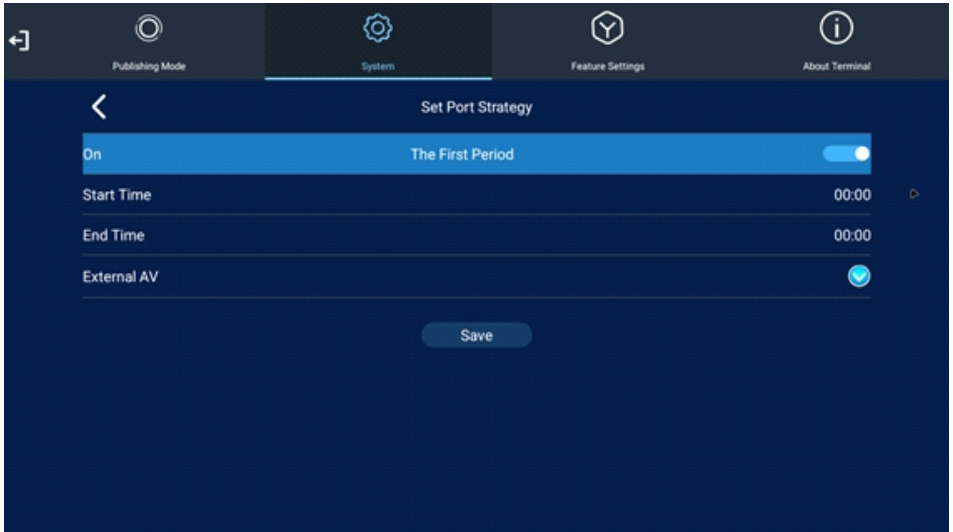 Publishing Mode
System
Feature Settings
About Terminal
Set Port Strategy
On The First Period
Start Time 00:00
End Time 00:00
External AV
Save